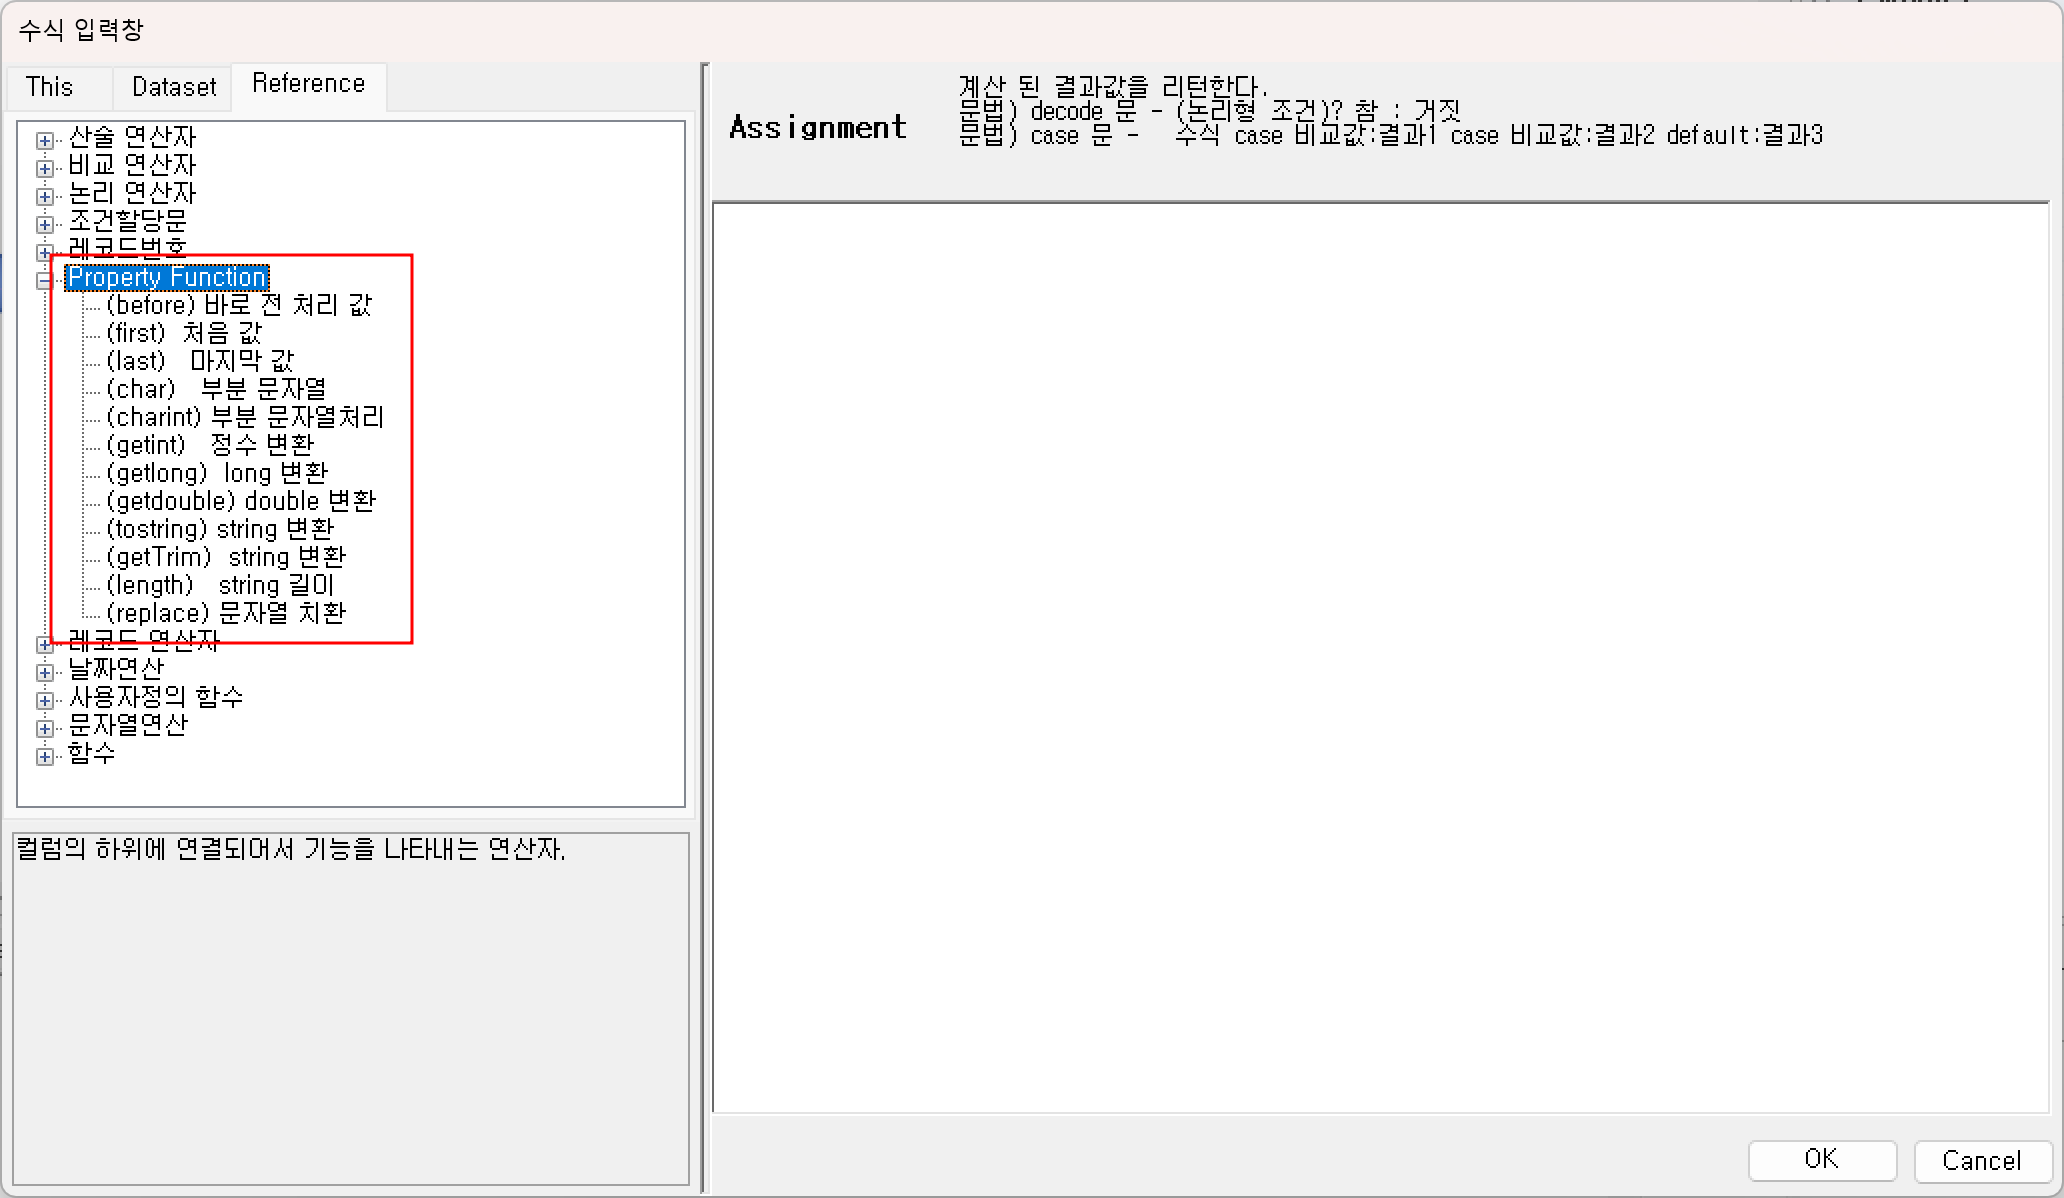 수식 입력창
This
Dataset
Reference
산술 연산자
비교 연산자
논리 연산자
조건할당문
레코드번호
Property Function
(before) 바로 전 처리 값
(first) 처음 값
(last) 마지막 값
(char) 부분 문자열
(charint) 부분 문자열처리
(getint) 정수 변환
(getlong) long 변환
(getdouble) double 변환
(tostring) string 변환
(getTrim) string 변환
(length) string 길이
(replace) 문자열 치환
레코드 연산자
날짜연산
사용자정의 함수
문자열연산
함수
컬럼의 하위에 연결되어서 기능을 나타내는 연산자.
Assignment
계산 된 결과값을 리턴한다.
문법) decode 문 - (논리형 조건)? 참 : 거짓
문법) case 문 - 수식 case 비교값:결과1 case 비교값:결과2 default:결과3
OK
Cancel